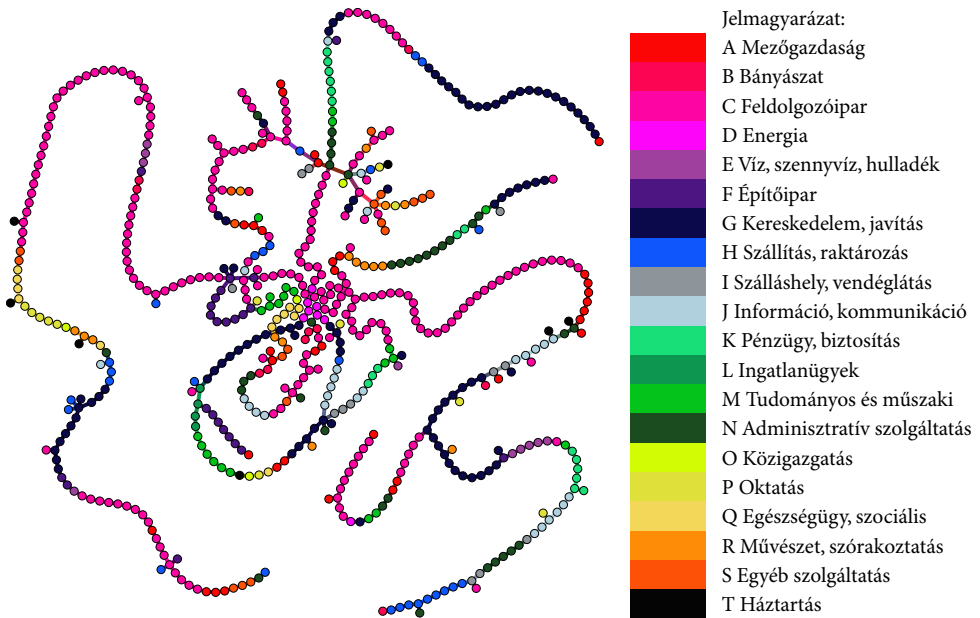 Jelmagyarázat:
A Mezőgazdaság
B Bányászat
C Feldolgozóipar
D Energia
E Víz, szennyvíz, hulladék
F Építőipar
G Kereskedelem, javítás
H Szállítás, raktározás
I Szálláshely, vendéglátás
J Információ, kommunikáció
K Pénzügy, biztosítás
L Ingatlanügyek
M Tudományos és műszaki
N Adminisztratív szolgáltatás
O Közigazgatás
P Oktatás
Q Egészségügy, szociális
R Művészet, szórakoztatás
S Egyéb szolgáltatás
T Háztartás